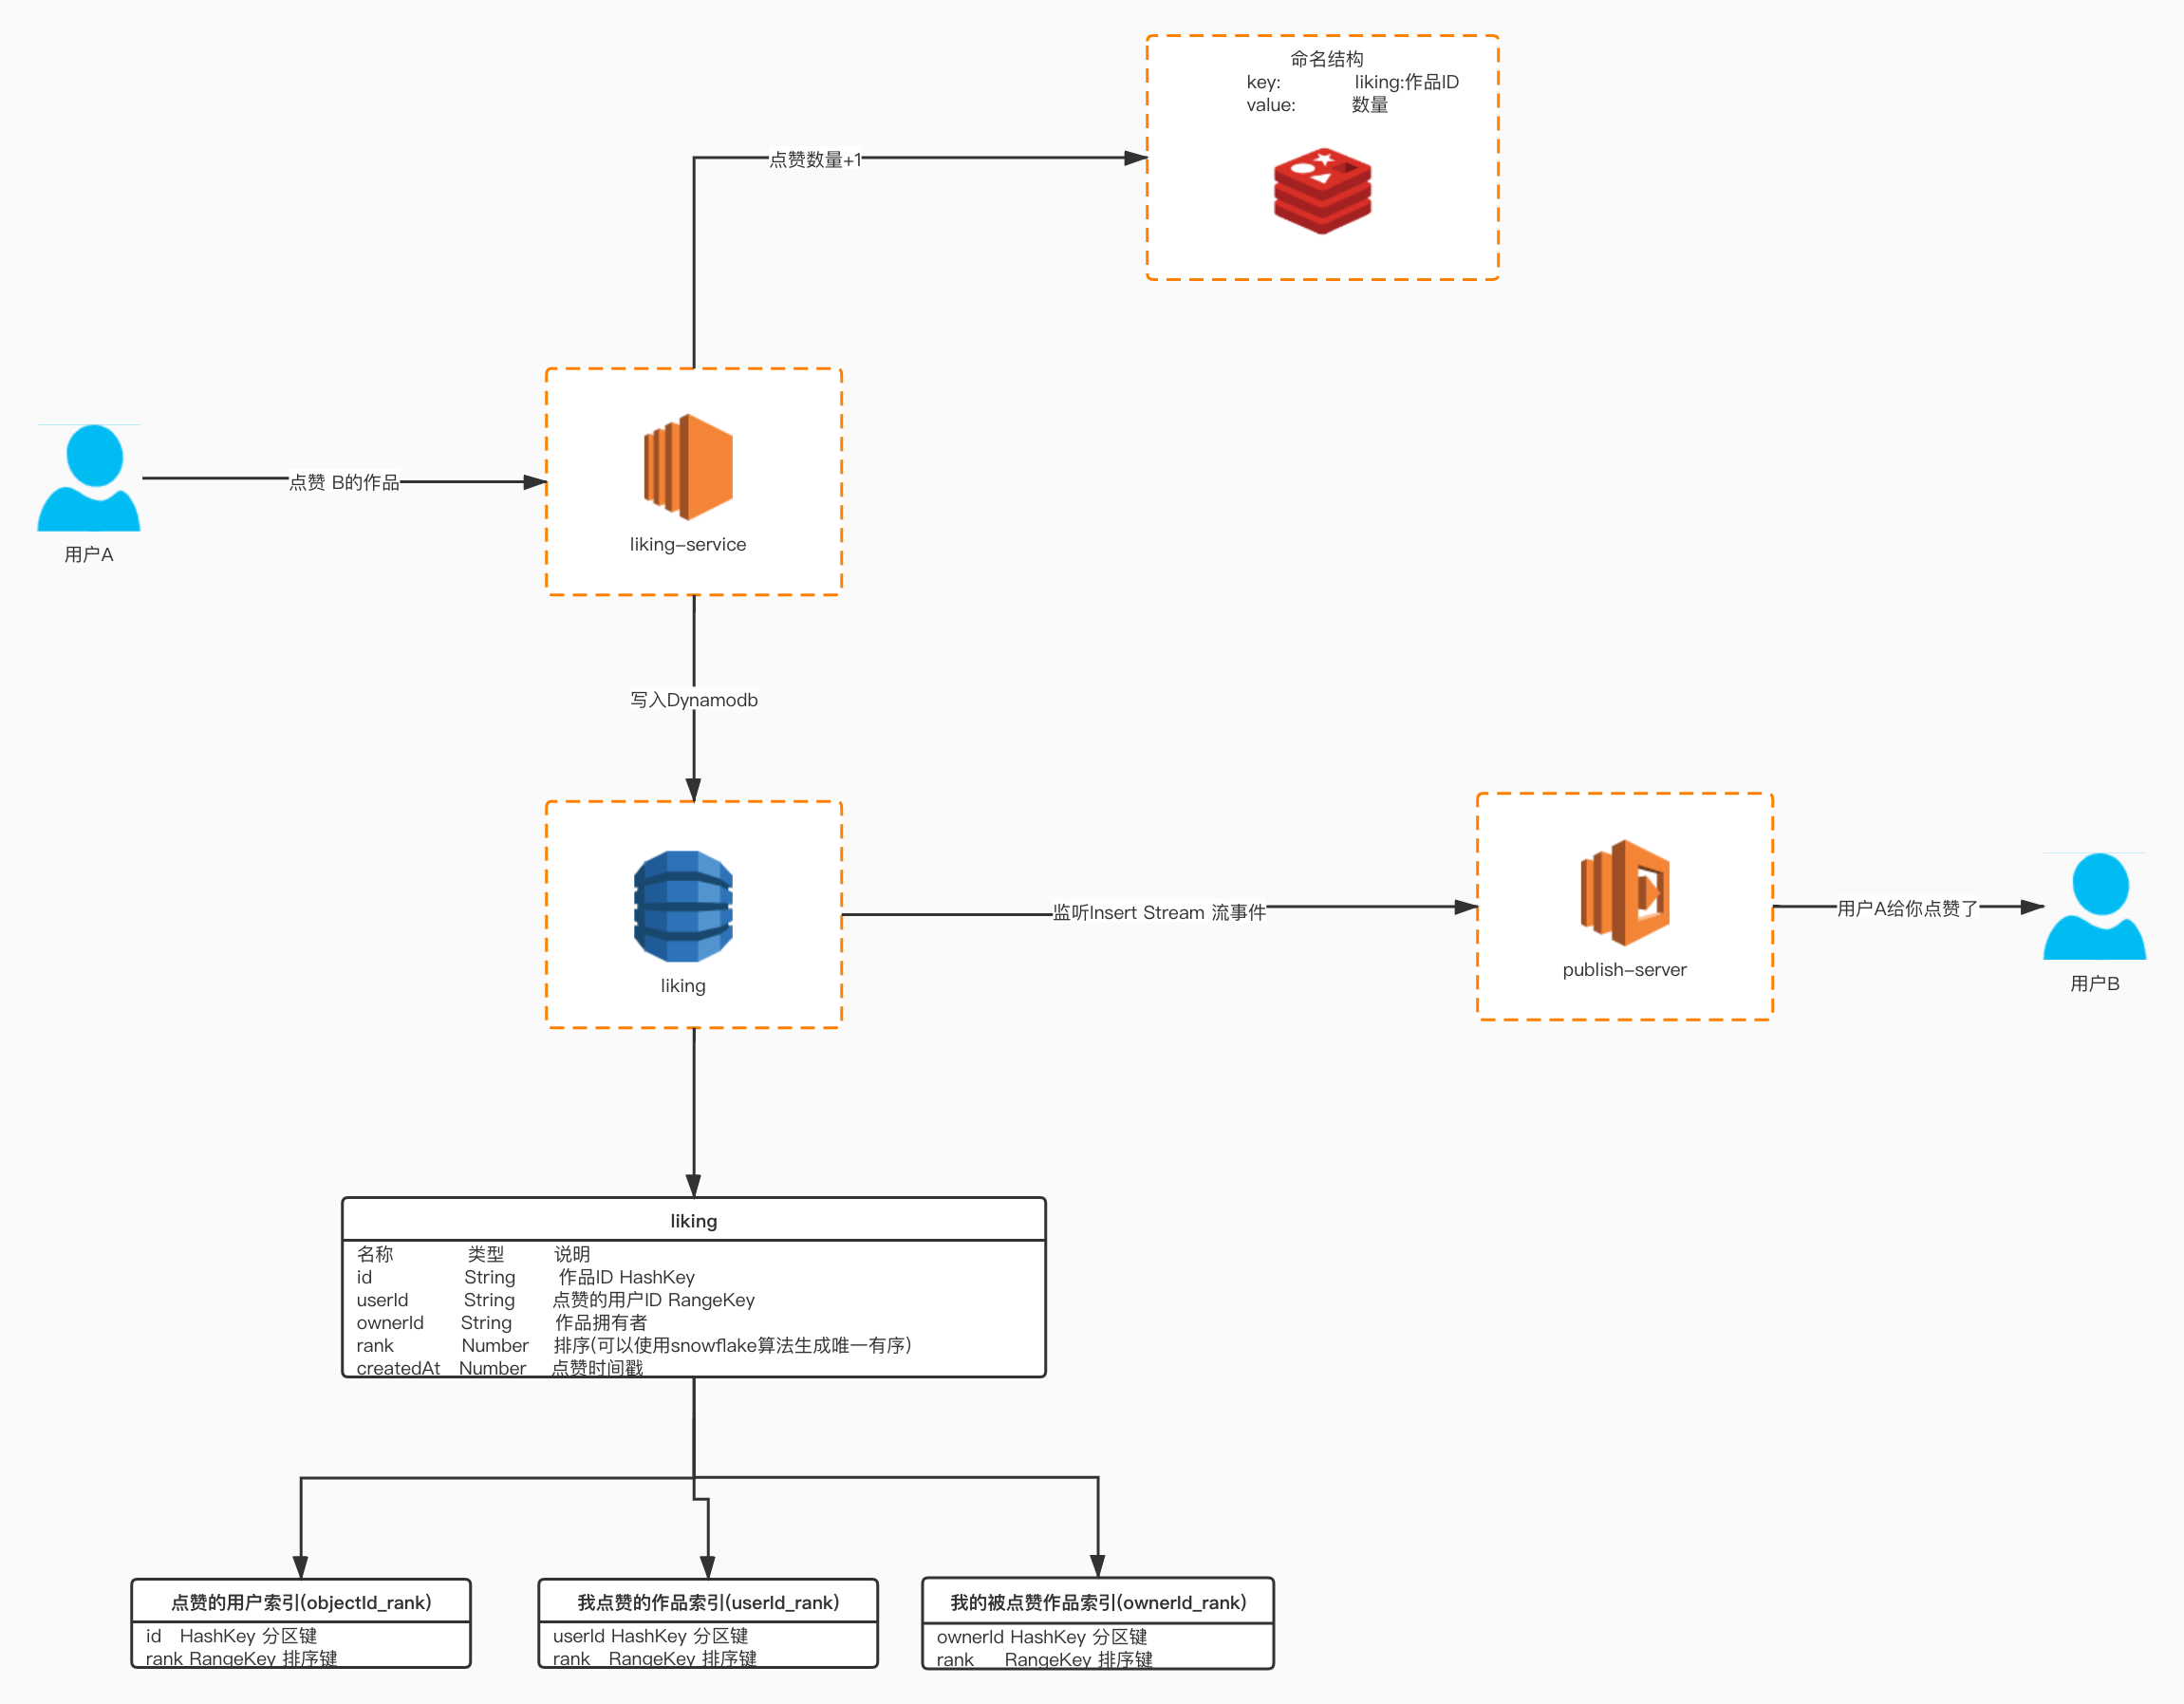 命名结构
key: liking:作品ID
value: 数量
点赞数量+1
点赞 B的作品
用户A
liking-service
写入Dynamodb
liking
监听Insert Stream 流事件
publish-server
用户A给你点赞了
用户B
liking
名称 类型 说明
id String 作品ID HashKey
userId String 点赞的用户ID RangeKey
ownerId String 作品拥有者
rank Number 排序(可以使用snowflake算法生成唯一有序)
createdAt Number 点赞时间戳
点赞的用户索引(objectId_rank)
id HashKey 分区键
rank RangeKey 排序键
我点赞的作品索引(userId_rank)
userId HashKey 分区键
rank RangeKey 排序键
我的被点赞作品索引(ownerId_rank)
ownerId HashKey 分区键
rank RangeKey 排序键